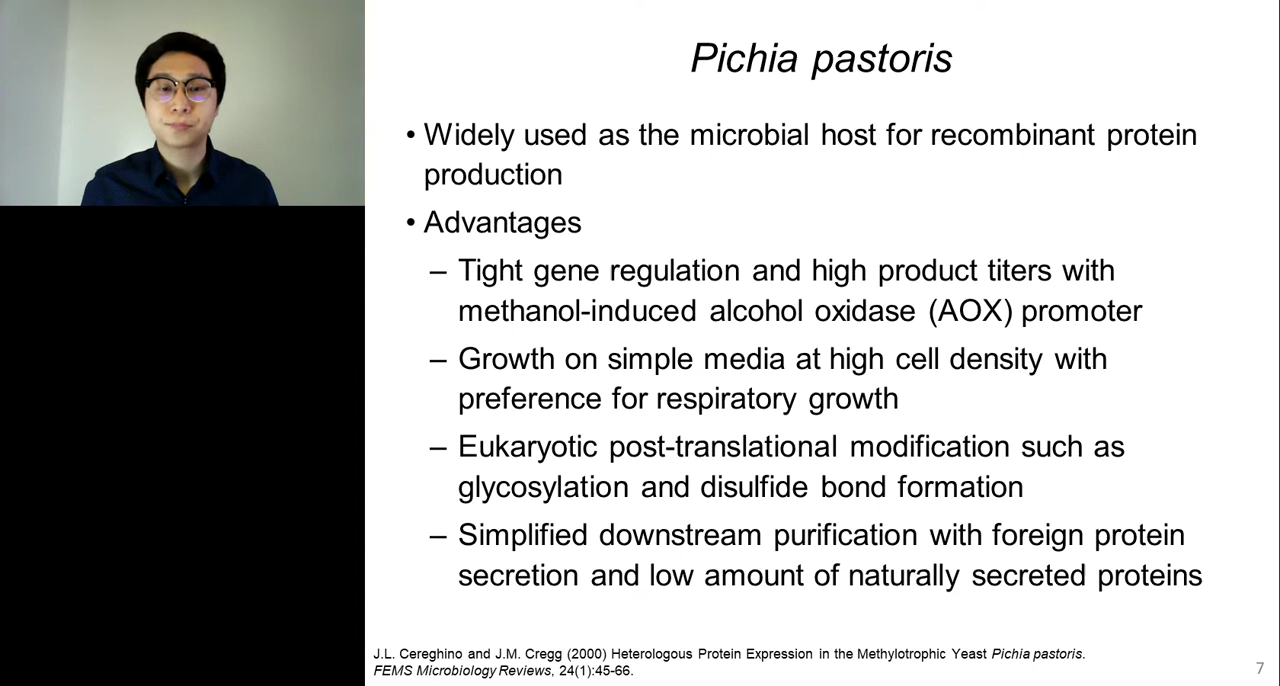 Pichia pastoris
• Widely used as the microbial host for recombinant protein
production
• Advantages
– Tight gene regulation and high product titers with
methanol-induced alcohol oxidase (AOX) promoter
– Growth on simple media at high cell density with
preference for respiratory growth
– Eukaryotic post-translational modification such as
glycosylation and disulfide bond formation
– Simplified downstream purification with foreign protein
secretion and low amount of naturally secreted proteins
J.L. Cereghino and J.M. Cregg (2000) Heterologous Protein Expression in the Methylotrophic Yeast Pichia pastoris.
FEMS Microbiology Reviews, 24(1):45-66.
7